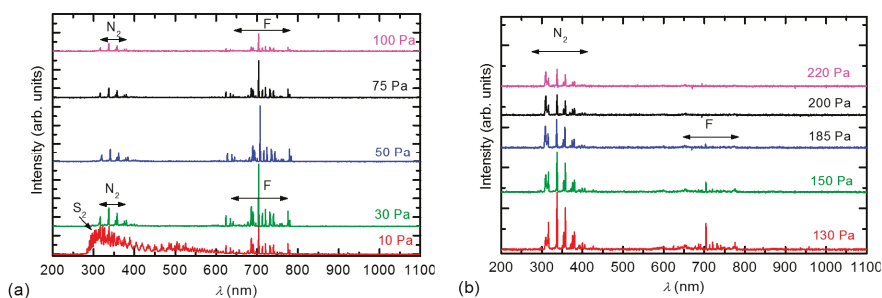 N₂
F
100 Pa
75 Pa
50 Pa
N₂
F
S₂
30 Pa
10 Pa
Intensity (arb. units)
200 300 400 500 600 700 800 900 1000 1100
λ (nm)
(a)
N₂
220 Pa
200 Pa
F
185 Pa
150 Pa
130 Pa
Intensity (arb. units)
200 300 400 500 600 700 800 900 1000 1100
λ (nm)
(b)